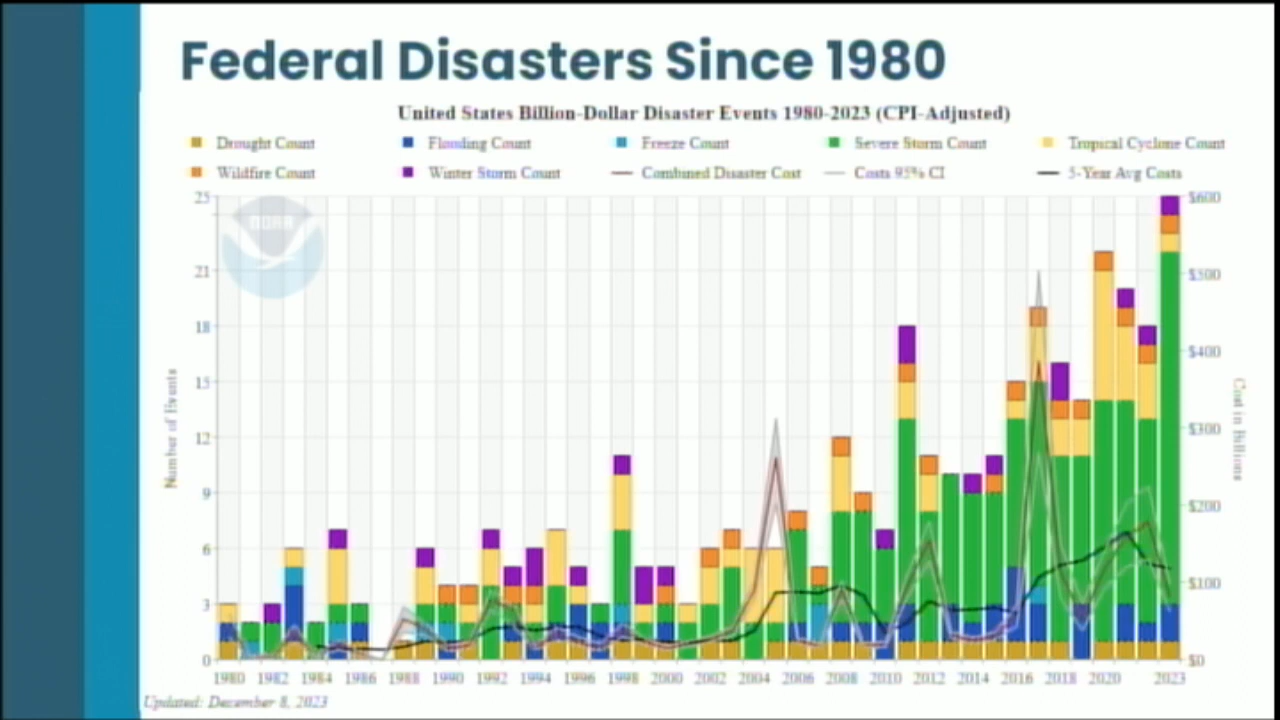 Federal Disasters Since 1980
United States Billion-Dollar Disaster Events 1980-2023 (CPI-Adjusted)
Drought Count Flooding Count Freeze Count Severe Storm Count Tropical Cyclone Count
Wildfire Count Winter Storm Count Combined Disaster Cost Costs 95% CI 5-Year Avg Costs
25 $600
NOAA
21 $500
18
$400
15
Number of Events
Cost in Billions
12 $300
9
$200
6
3 $100
0 $0
1980 1982 1984 1986 1988 1990 1992 1994 1996 1998 2000 2002 2004 2006 2008 2010 2012 2014 2016 2018 2020 2023
Updated: December 8, 2023